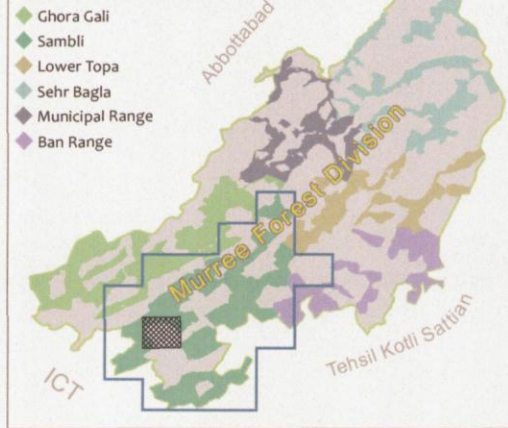 Ghora Gali
Sambli
Lower Topa
Sehr Bagla
Municipal Range
Ban Range
Abbottabad
Murree Forest Division
Tehsil Kotli Sattian
ICT